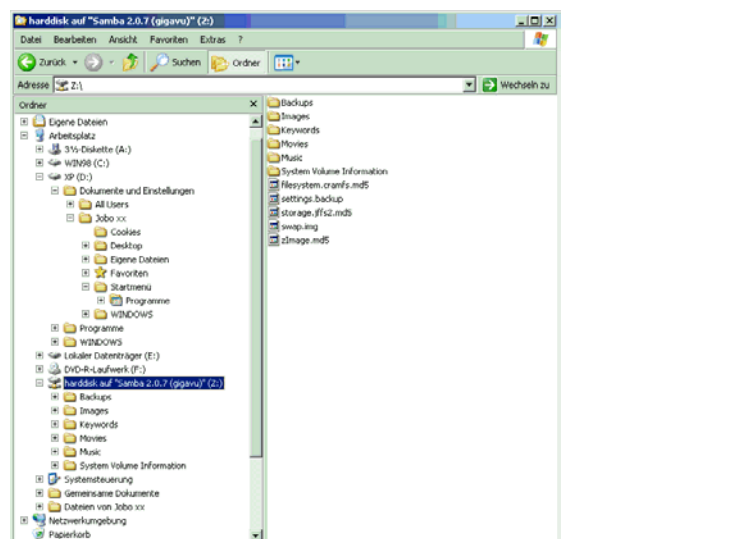 harddisk auf "Samba 2.0.7 (gigavu)" (Z:)
Datei Bearbeiten Ansicht Favoriten Extras ?
Zurück Suchen Ordner
Adresse Z:\ Wechseln zu
Ordner
Eigene Dateien
Arbeitsplatz
3½-Diskette (A:)
WIN98 (C:)
XP (D:)
Dokumente und Einstellungen
All Users
Jobo xx
Cookies
Desktop
Eigene Dateien
Favoriten
Startmenü
Programme
WINDOWS
Programme
WINDOWS
Lokaler Datenträger (E:)
DVD-R-Laufwerk (F:)
harddisk auf "Samba 2.0.7 (gigavu)" (Z:)
Backups
Images
Keywords
Movies
Music
System Volume Information
Systemsteuerung
Gemeinsame Dokumente
Dateien von Jobo xx
Netzwerkumgebung
Papierkorb
Backups
Images
Keywords
Movies
Music
System Volume Information
filesystem.cramfs.md5
settings.backup
storage.jffs2.md5
swap.img
zImage.md5